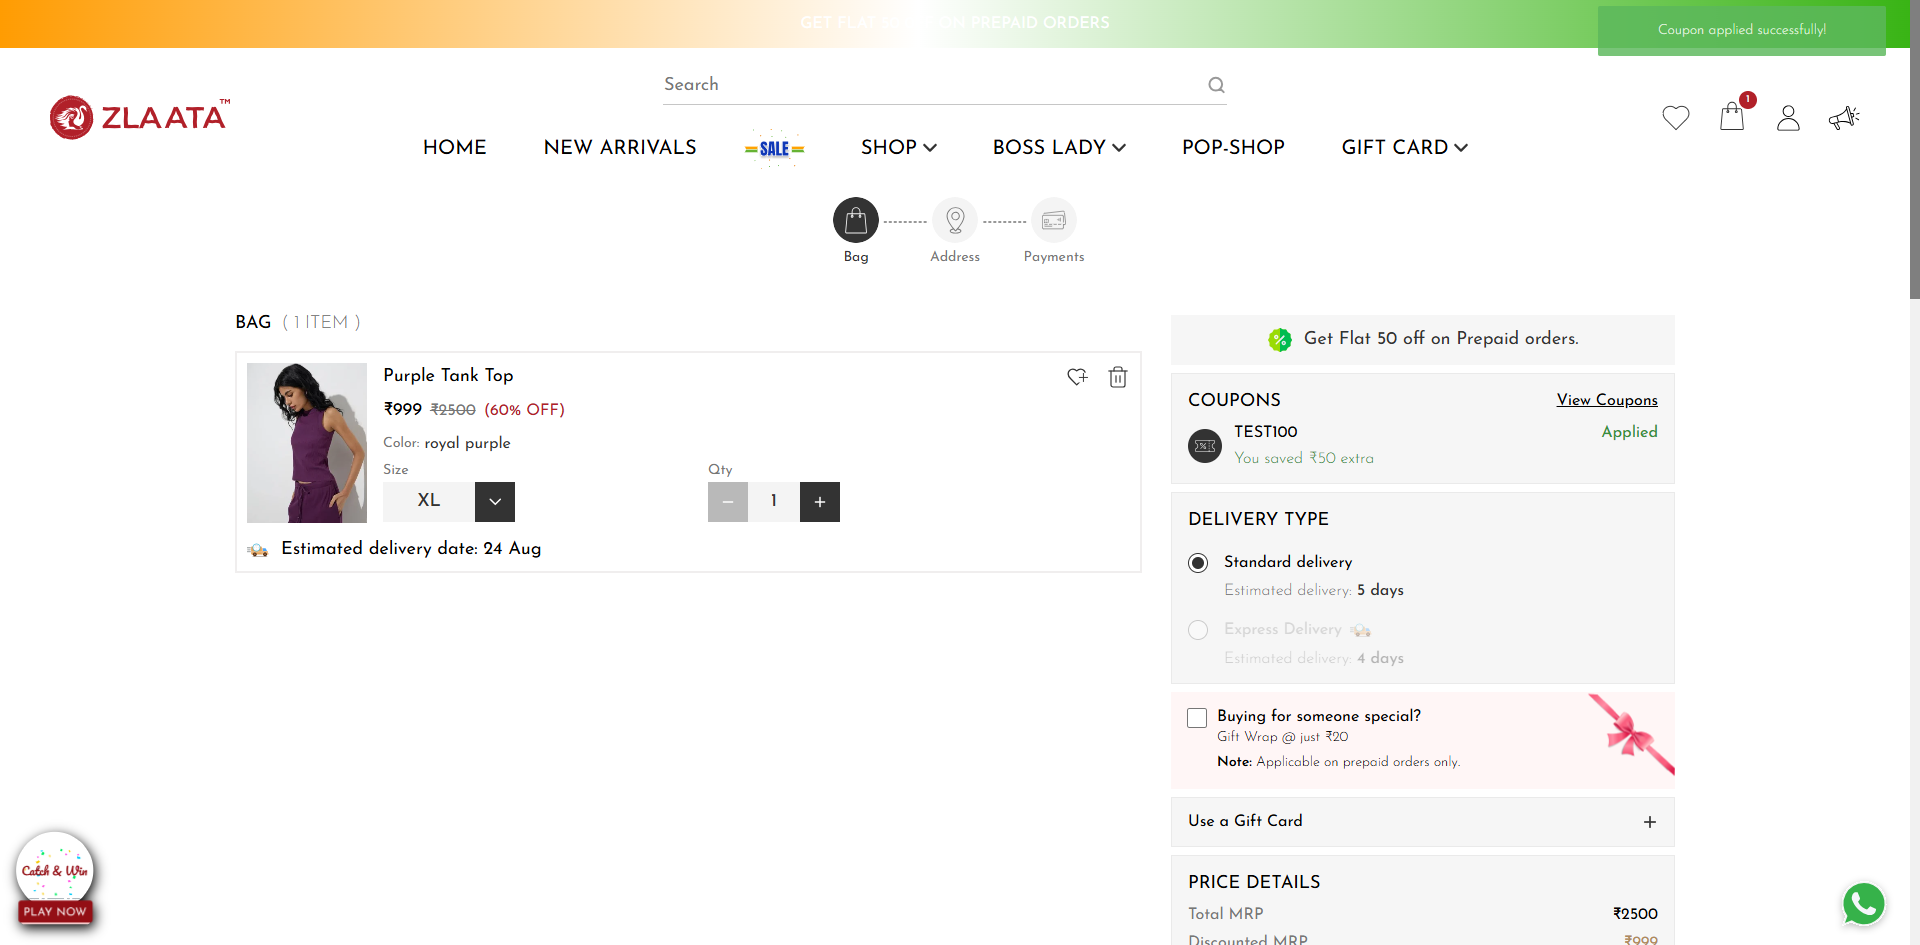 GET FLAT ON PREPAID ORDERS
Coupon applied successfully!
ZLAATA™
Search
1
HOME
NEW ARRIVALS
SALE
SHOP
BOSS LADY
POP-SHOP
GIFT CARD
Bag
Address
Payments
BAG ( 1 ITEM )
Purple Tank Top
₹999 ₹2500 (60% OFF)
Color: royal purple
Size
Qty
XL
1
Estimated delivery date: 24 Aug
Get Flat 50 off on Prepaid orders.
COUPONS
View Coupons
TEST100
Applied
You saved ₹50 extra
DELIVERY TYPE
Standard delivery
Estimated delivery: 5 days
Express Delivery
Estimated delivery: 4 days
Buying for someone special?
Gift Wrap @ just ₹20
Note: Applicable on prepaid orders only.
Use a Gift Card
PRICE DETAILS
Total MRP ₹2500
Discounted MRP ₹999
Catch & Win
PLAY NOW